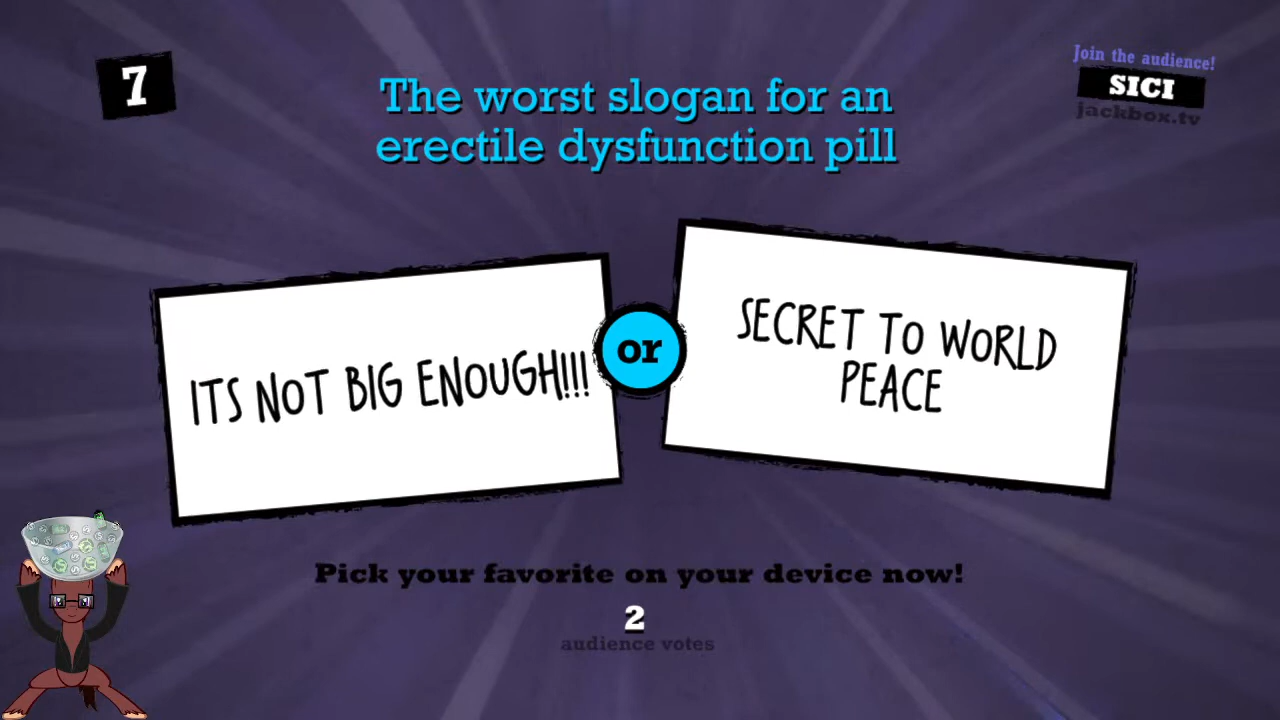 7
Join the audience!
SICI
jackbox.tv
The worst slogan for an
erectile dysfunction pill
ITS NOT BIG ENOUGH!!!
or
SECRET TO WORLD
PEACE
Pick your favorite on your device now!
2
audience votes